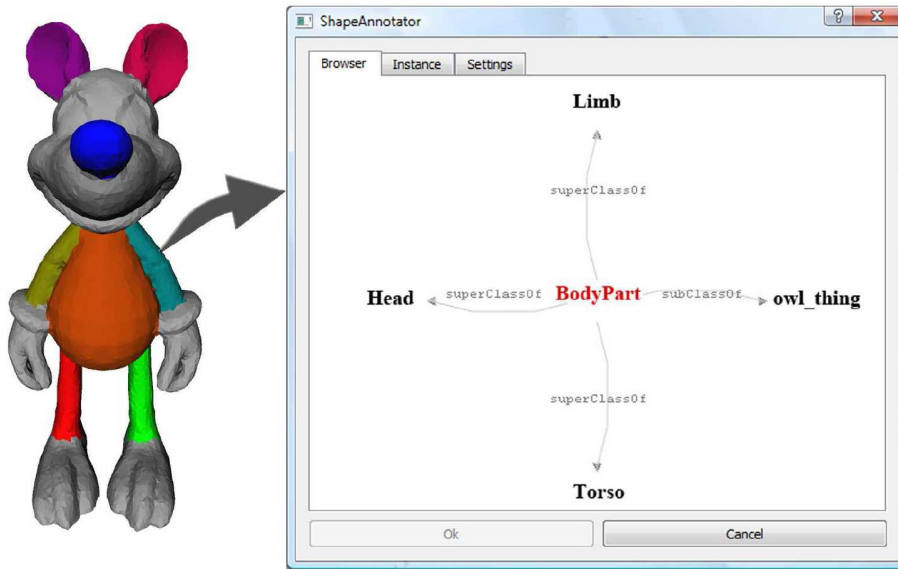 ShapeAnnotator
Browser Instance Settings
Limb
superClassOf
Head superClassOf BodyPart subClassOf owl_thing
superClassOf
Torso
Ok Cancel